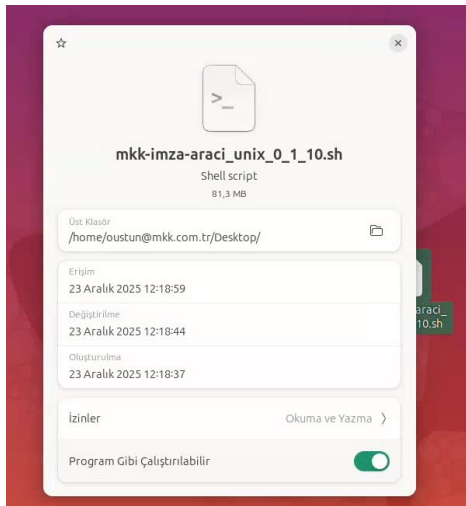 >_
mkk-imza-araci_unix_0_1_10.sh
Shell script
81,3 MB
Üst Klasör
/home/oustun@mkk.com.tr/Desktop/
Erişim
23 Aralık 2025 12:18:59
Değiştirilme
23 Aralık 2025 12:18:44
Oluşturulma
23 Aralık 2025 12:18:37
İzinler
Okuma ve Yazma
Program Gibi Çalıştırılabilir
araci_
10.sh